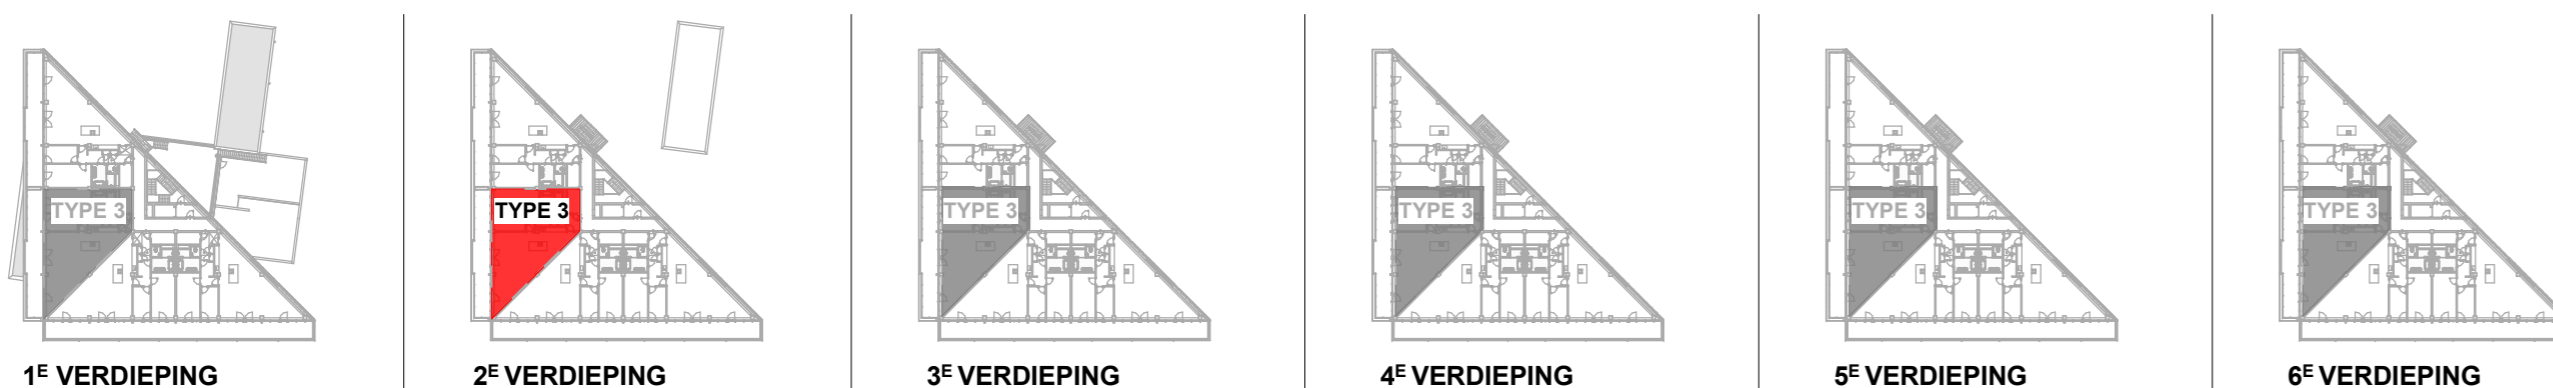 TYPE 3
TYPE 3
TYPE 3
TYPE 3
TYPE 3
TYPE 3
1E VERDIEPING
2E VERDIEPING
3E VERDIEPING
4E VERDIEPING
5E VERDIEPING
6E VERDIEPING